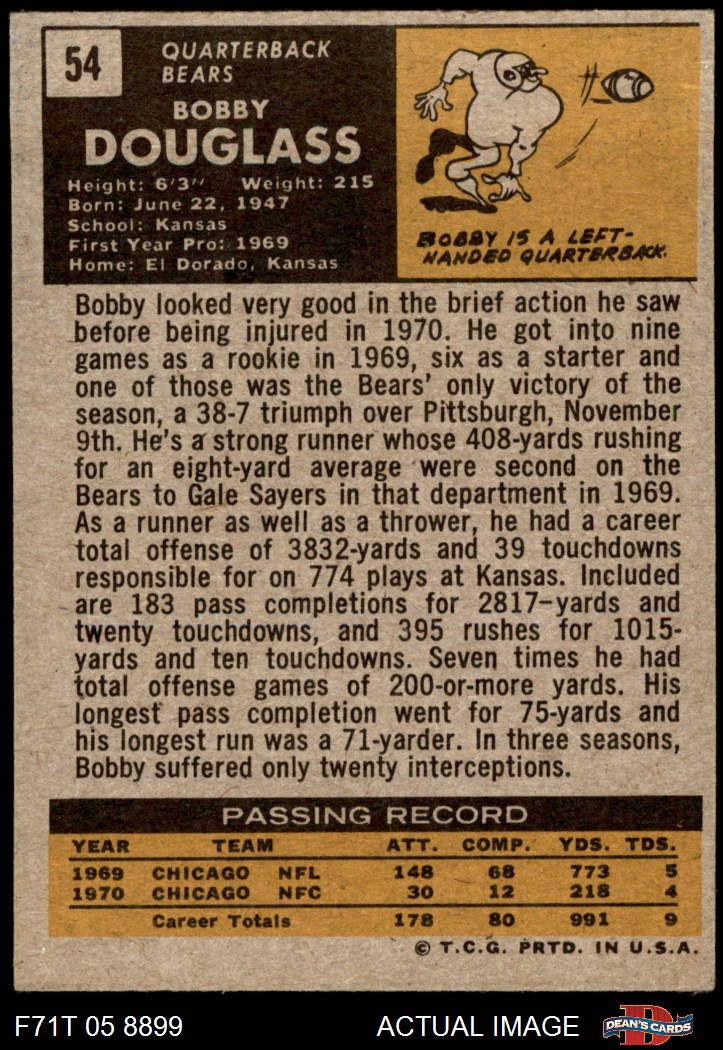 54
QUARTERBACK
BEARS
BOBBY
DOUGLASS
Height: 6'3" Weight: 215
Born: June 22, 1947
School: Kansas
First Year Pro: 1969
Home: El Dorado, Kansas
BOBBY IS A LEFT-
HANDED QUARTERBACK.
Bobby looked very good in the brief action he saw
before being injured in 1970. He got into nine
games as a rookie in 1969, six as a starter and
one of those was the Bears' only victory of the
season, a 38-7 triumph over Pittsburgh, November
9th. He's a strong runner whose 408-yards rushing
for an eight-yard average were second on the
Bears to Gale Sayers in that department in 1969.
As a runner as well as a thrower, he had a career
total offense of 3832-yards and 39 touchdowns
responsible for on 774 plays at Kansas. Included
are 183 pass completions for 2817-yards and
twenty touchdowns, and 395 rushes for 1015-
yards and ten touchdowns. Seven times he had
total offense games of 200-or-more yards. His
longest pass completion went for 75-yards and
his longest run was a 71-yarder. In three seasons,
Bobby suffered only twenty interceptions.
PASSING RECORD
YEAR TEAM ATT. COMP. YDS. TDS.
1969 CHICAGO NFL 148 68 773 5
1970 CHICAGO NFC 30 12 218 4
Career Totals 178 80 991 9
© T.C.G. PRTD. IN U.S.A.
F71T 05 8899 ACTUAL IMAGE DEAN'S CARDS